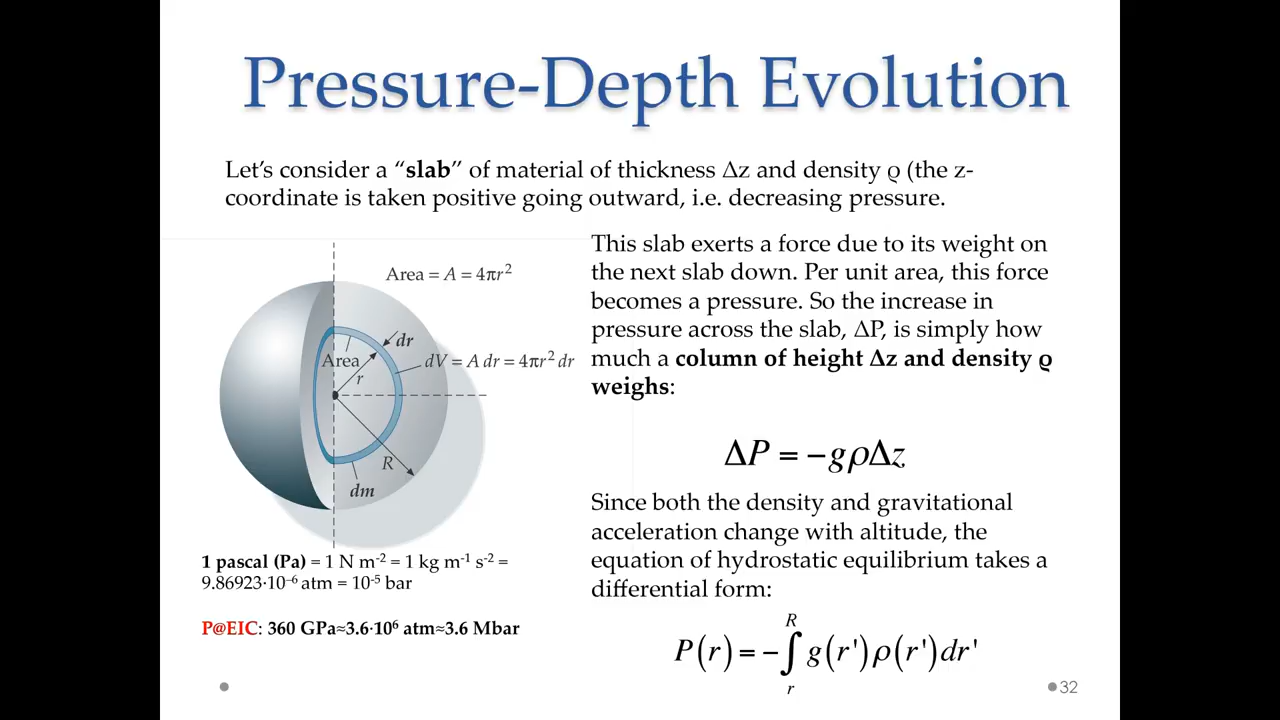 Pressure-Depth Evolution
Let’s consider a “slab” of material of thickness Δz and density ρ (the z-
coordinate is taken positive going outward, i.e. decreasing pressure.
Area = A = 4πr²
dr
Area
r
dV = A dr = 4πr² dr
R
dm
1 pascal (Pa) = 1 N m⁻² = 1 kg m⁻¹ s⁻² =
9.86923·10⁻⁶ atm = 10⁻⁵ bar
P@EIC: 360 GPa≈3.6·10⁶ atm≈3.6 Mbar
This slab exerts a force due to its weight on
the next slab down. Per unit area, this force
becomes a pressure. So the increase in
pressure across the slab, ΔP, is simply how
much a column of height Δz and density ρ
weighs:
ΔP = −gρΔz
Since both the density and gravitational
acceleration change with altitude, the
equation of hydrostatic equilibrium takes a
differential form:
P(r) = −∫ᵣᴿ g(r')ρ(r')dr'
32